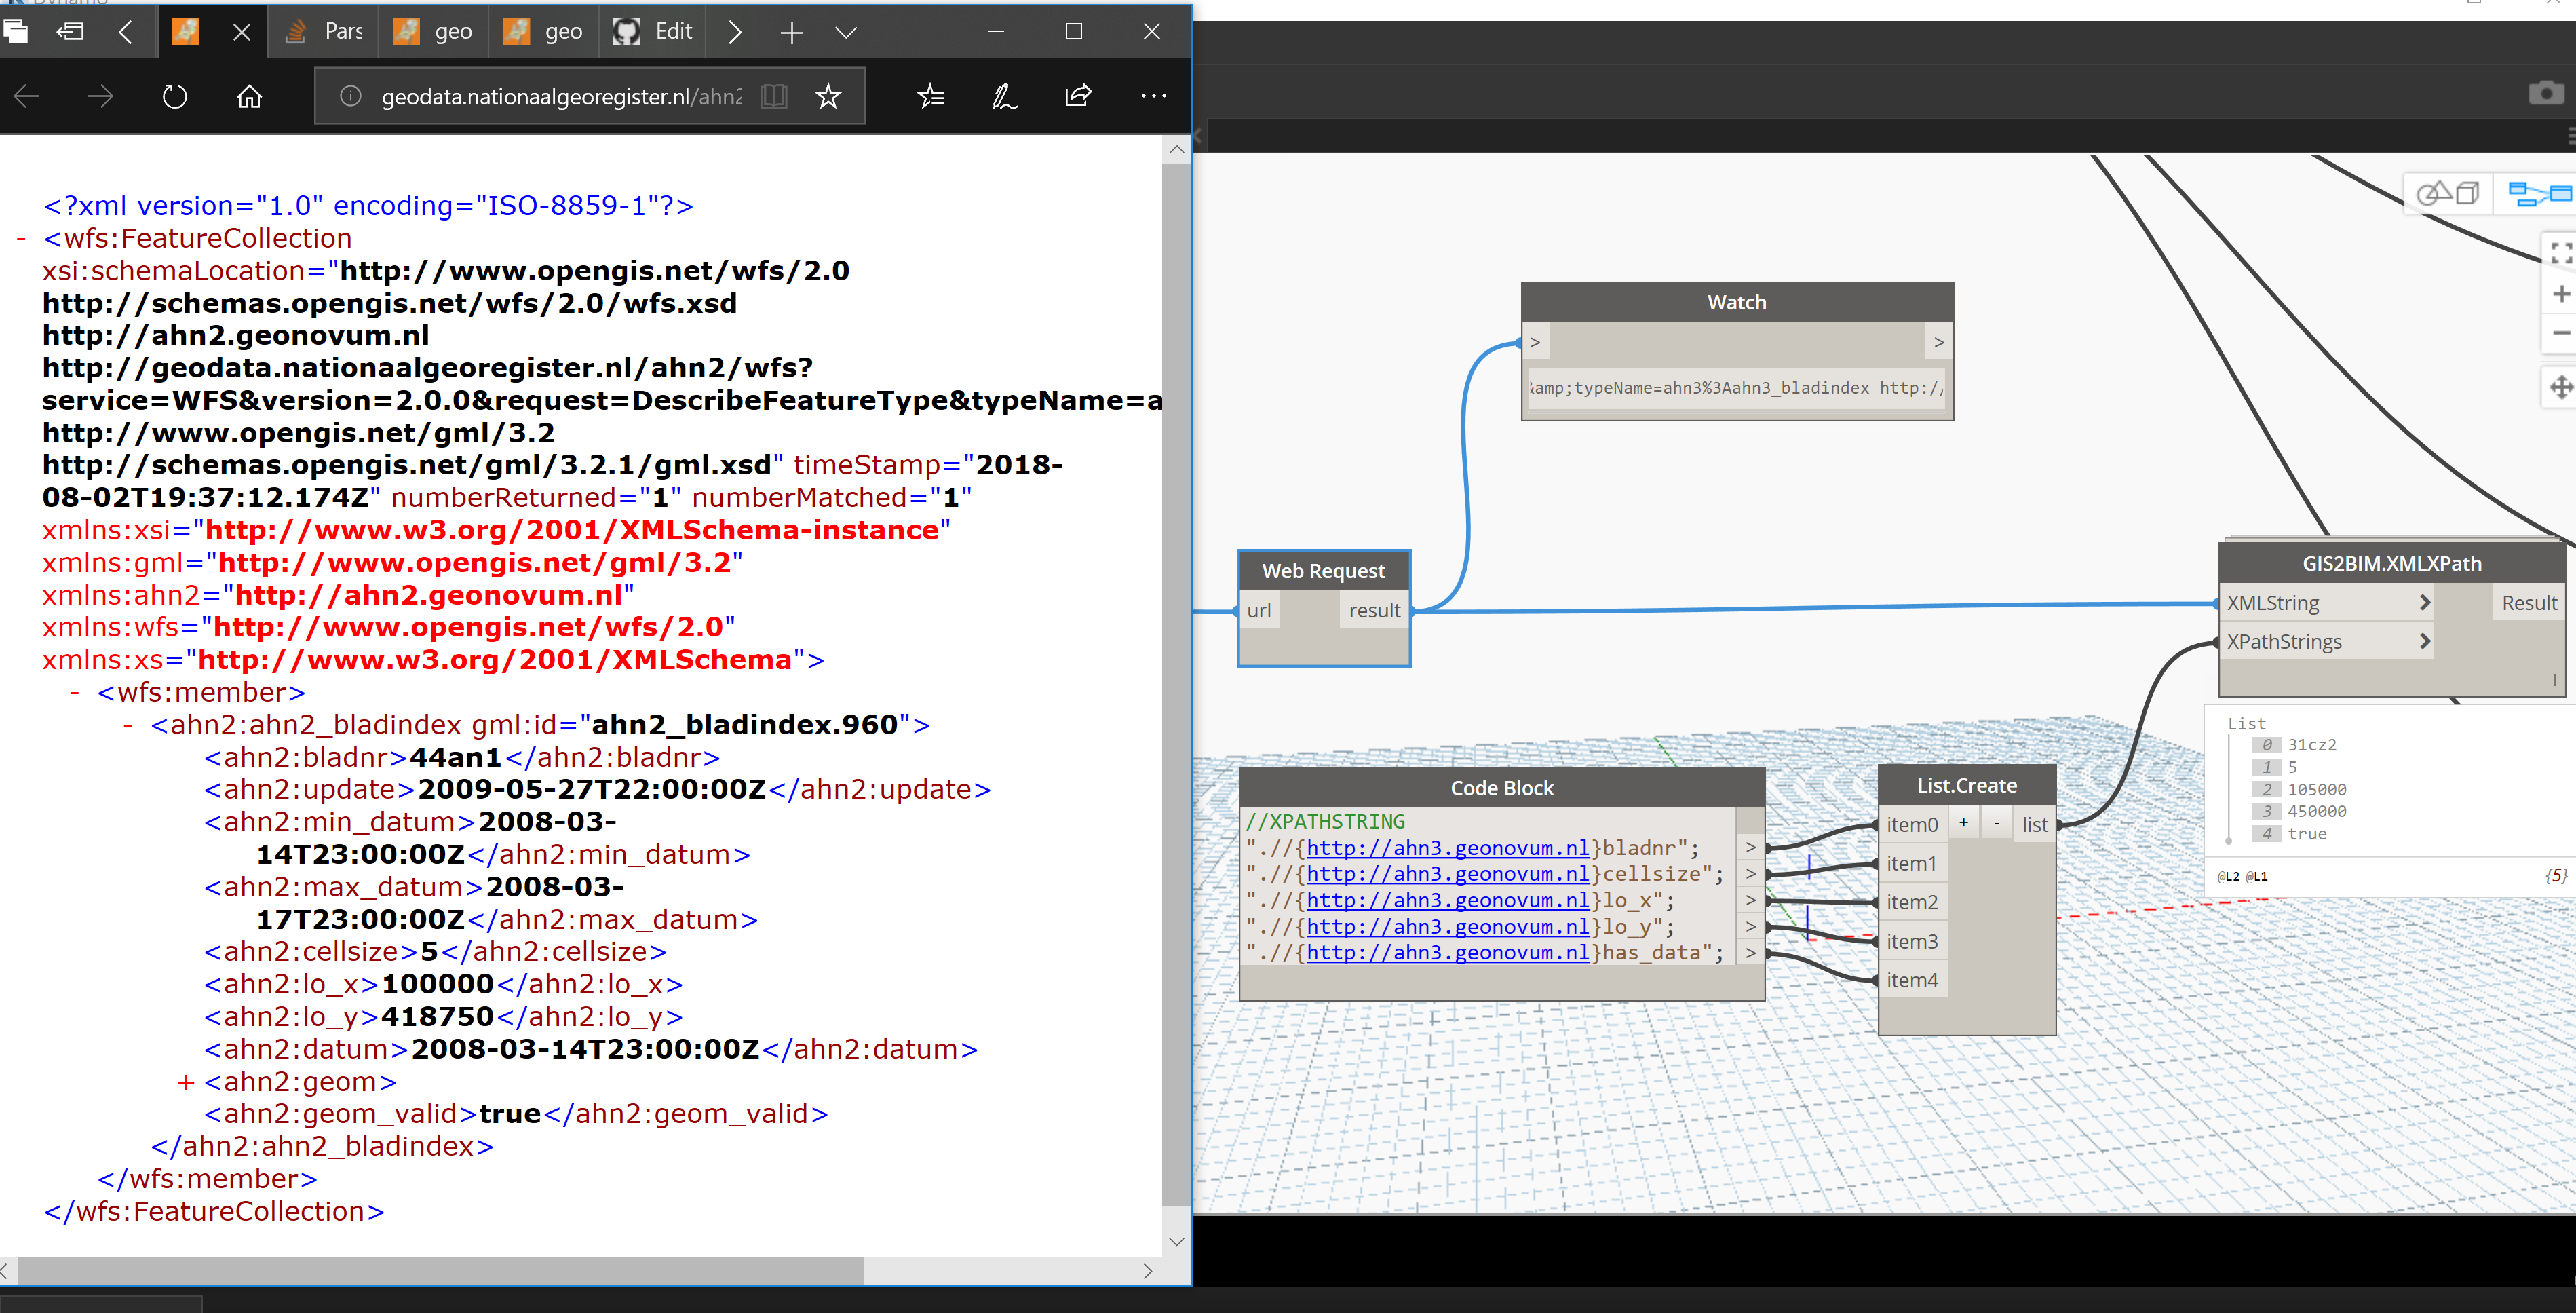 Pars
geo
geo
Edit
geodata.nationaalgeoregister.nl/ahn2
<?xml version="1.0" encoding="ISO-8859-1"?>
- <wfs:FeatureCollection
xsi:schemaLocation="http://www.opengis.net/wfs/2.0
http://schemas.opengis.net/wfs/2.0/wfs.xsd
http://ahn2.geonovum.nl
http://geodata.nationaalgeoregister.nl/ahn2/wfs?
service=WFS&version=2.0.0&request=DescribeFeatureType&typeName=a
http://www.opengis.net/gml/3.2
http://schemas.opengis.net/gml/3.2.1/gml.xsd" timeStamp="2018-
08-02T19:37:12.174Z" numberReturned="1" numberMatched="1"
xmlns:xsi="http://www.w3.org/2001/XMLSchema-instance"
xmlns:gml="http://www.opengis.net/gml/3.2"
xmlns:ahn2="http://ahn2.geonovum.nl"
xmlns:wfs="http://www.opengis.net/wfs/2.0"
xmlns:xs="http://www.w3.org/2001/XMLSchema">
- <wfs:member>
- <ahn2:ahn2_bladindex gml:id="ahn2_bladindex.960">
<ahn2:bladnr>44an1</ahn2:bladnr>
<ahn2:update>2009-05-27T22:00:00Z</ahn2:update>
<ahn2:min_datum>2008-03-
14T23:00:00Z</ahn2:min_datum>
<ahn2:max_datum>2008-03-
17T23:00:00Z</ahn2:max_datum>
<ahn2:cellsize>5</ahn2:cellsize>
<ahn2:lo_x>100000</ahn2:lo_x>
<ahn2:lo_y>418750</ahn2:lo_y>
<ahn2:datum>2008-03-14T23:00:00Z</ahn2:datum>
+ <ahn2:geom>
<ahn2:geom_valid>true</ahn2:geom_valid>
</ahn2:ahn2_bladindex>
</wfs:member>
</wfs:FeatureCollection>
Watch
> >
&amp;typeName=ahn3%3Aahn3_bladindex http:/
Web Request
url result
GIS2BIM.XMLXPath
XMLString > Result
XPathStrings >
List
0 31cz2
1 5
2 105000
3 450000
4 true
@L2 @L1 {5}
Code Block
//XPATHSTRING
".//{http://ahn3.geonovum.nl}bladnr"; >
".//{http://ahn3.geonovum.nl}cellsize"; >
".//{http://ahn3.geonovum.nl}lo_x"; >
".//{http://ahn3.geonovum.nl}lo_y"; >
".//{http://ahn3.geonovum.nl}has_data"; >
List.Create
item0 + - list
item1
item2
item3
item4